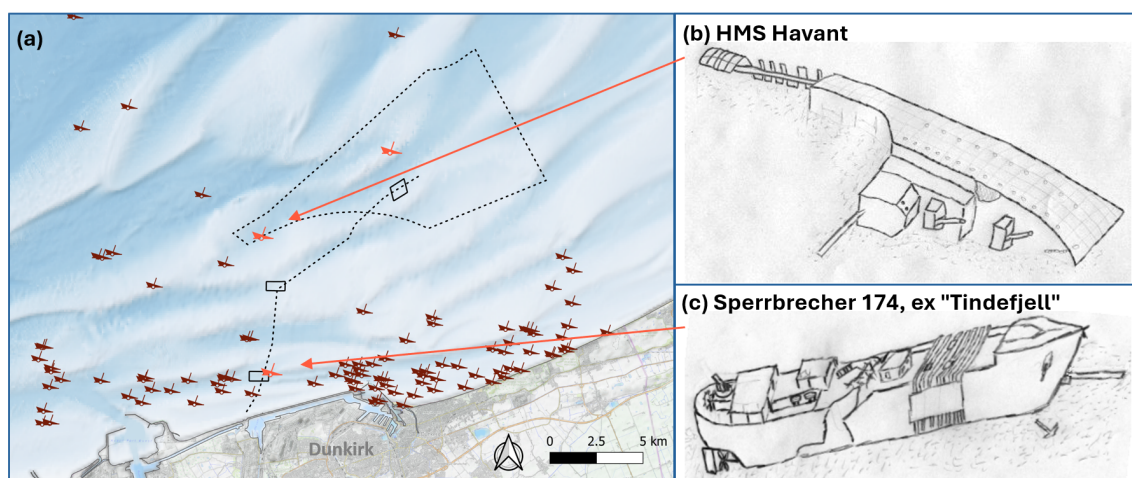 (a)
Dunkirk
0 2.5 5 km
(b) HMS Havant
(c) Sperrbrecher 174, ex "Tindefjell"